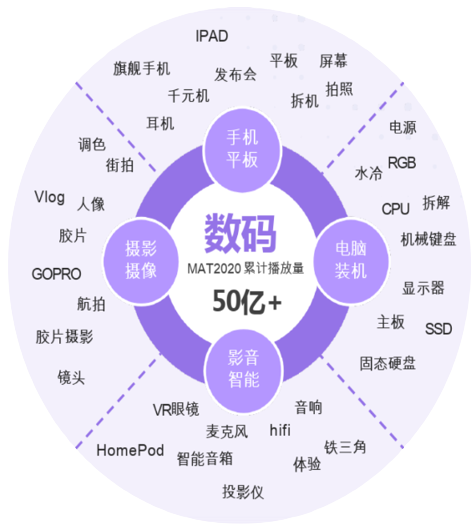 IPAD
旗舰手机
发布会
平板
屏幕
千元机
拆机
拍照
耳机
手机
平板
调色
街拍
Vlog
人像
胶片
GOPRO
航拍
胶片摄影
镜头
摄影
摄像
数码
MAT2020 累计播放量
50亿+
电脑
装机
电源
RGB
水冷
CPU
拆解
机械键盘
显示器
主板
SSD
固态硬盘
影音
智能
VR眼镜
音响
麦克风
hifi
HomePod
智能音箱
铁三角
体验
投影仪